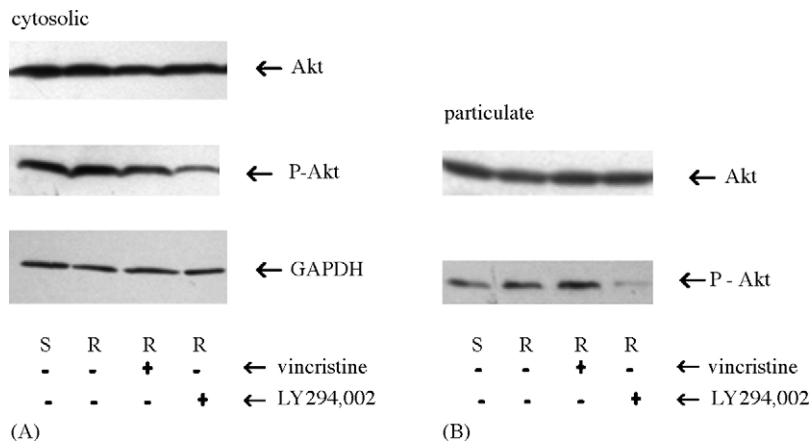 cytosolic
← Akt
← P-Akt
← GAPDH
S R R R
- - + - ← vincristine
- - - + ← LY294,002
(A)
particulate
← Akt
← P - Akt
S R R R
- - + - ← vincristine
- - - + ← LY294,002
(B)